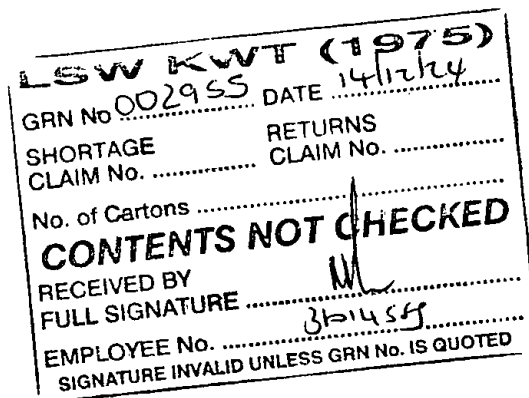 LSW KWT (1975)
GRN No 002955 DATE 14/12/24
SHORTAGE CLAIM No. .............. RETURNS CLAIM No. ..............
No. of Cartons ..............
CONTENTS NOT CHECKED
RECEIVED BY
FULL SIGNATURE ..............
EMPLOYEE No. ..............
SIGNATURE INVALID UNLESS GRN No. IS QUOTED